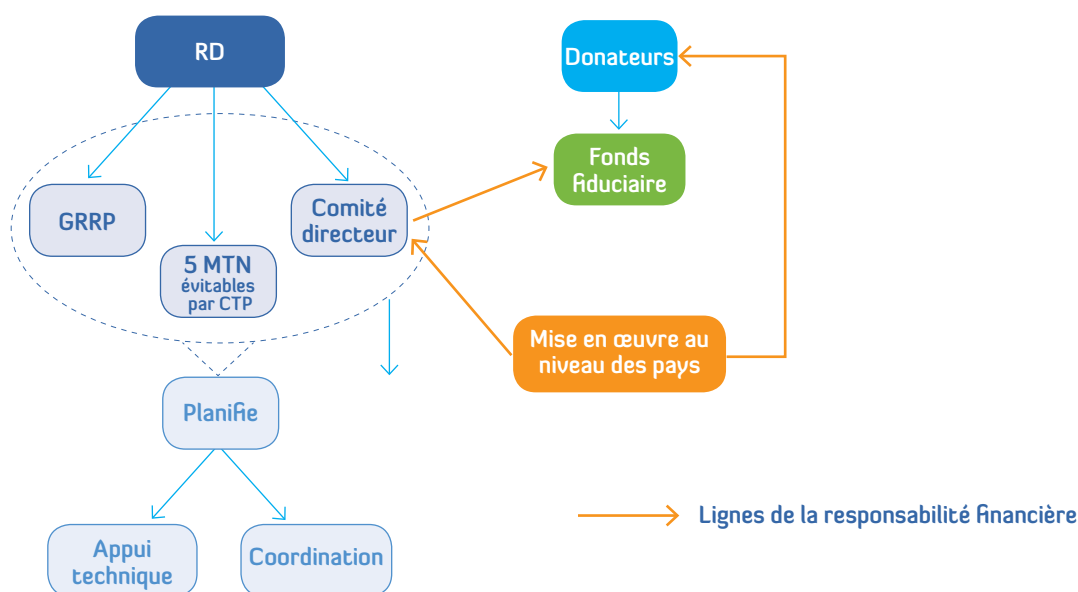 RD
Donateurs
Fonds
fiduciaire
GRRP
Comité
directeur
5 MTN
évitables
par CTP
Mise en œuvre au
niveau des pays
Planifie
Lignes de la responsabilité financière
Appui
technique
Coordination